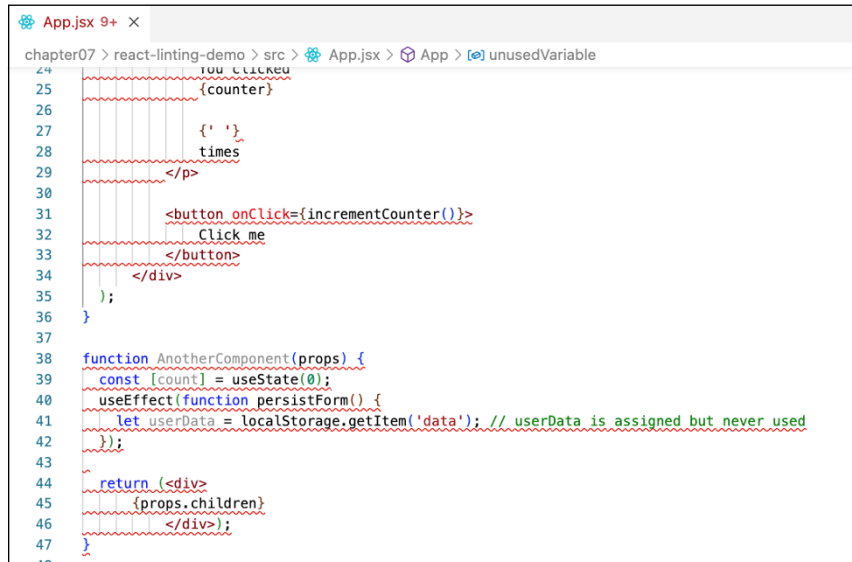 App.jsx 9+ ×
chapter07 > react-linting-demo > src > App.jsx > App > unusedVariable
24 You clicked
25 {counter}
26
27 {' '}
28 times
29 </p>
30
31 <button onClick={incrementCounter()}>
32 Click me
33 </button>
34 </div>
35 );
36 }
37
38 function AnotherComponent(props) {
39 const [count] = useState(0);
40 useEffect(function persistForm() {
41 let userData = localStorage.getItem('data'); // userData is assigned but never used
42 });
43
44 return (<div>
45 {props.children}
46 </div>);
47 }